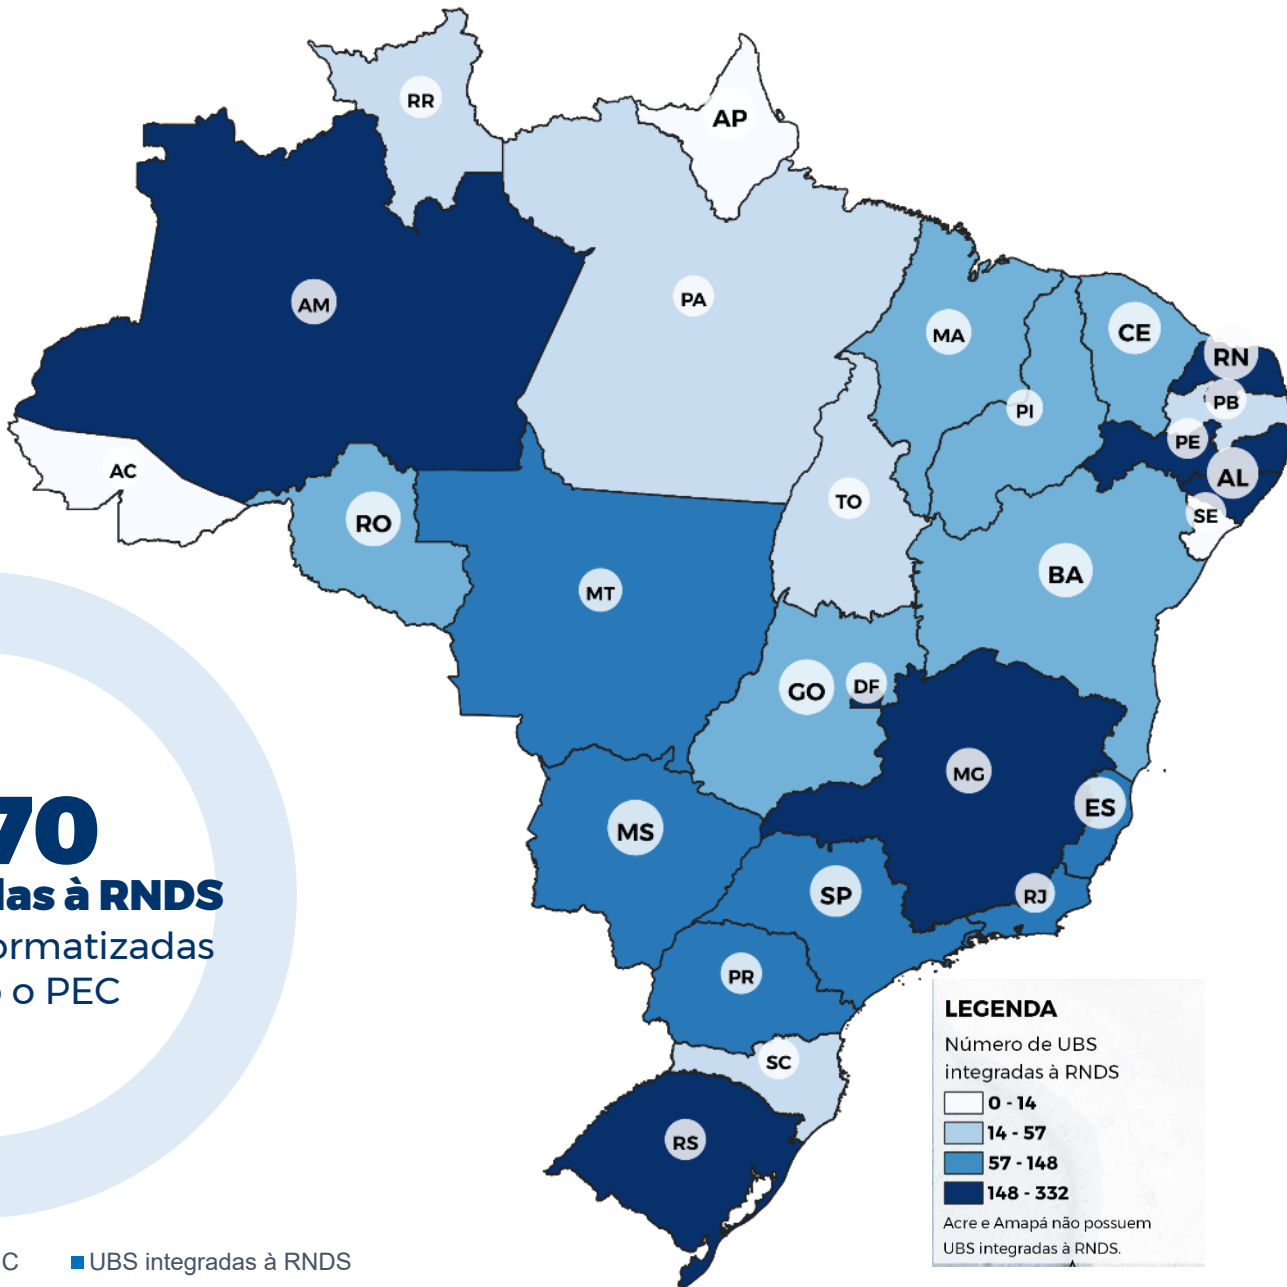 RR
AP
AM
PA
MA
CE
RN
PI
PB
PE
AC
AL
TO
SE
RO
BA
MT
GO
DF
MG
ES
MS
SP
RJ
PR
SC
RS
70
das à RNDS
ormatizadas
o PEC
LEGENDA
Número de UBS
integradas à RNDS
0 - 14
14 - 57
57 - 148
148 - 332
Acre e Amapá não possuem
UBS integradas à RNDS.
C
UBS integradas à RNDS